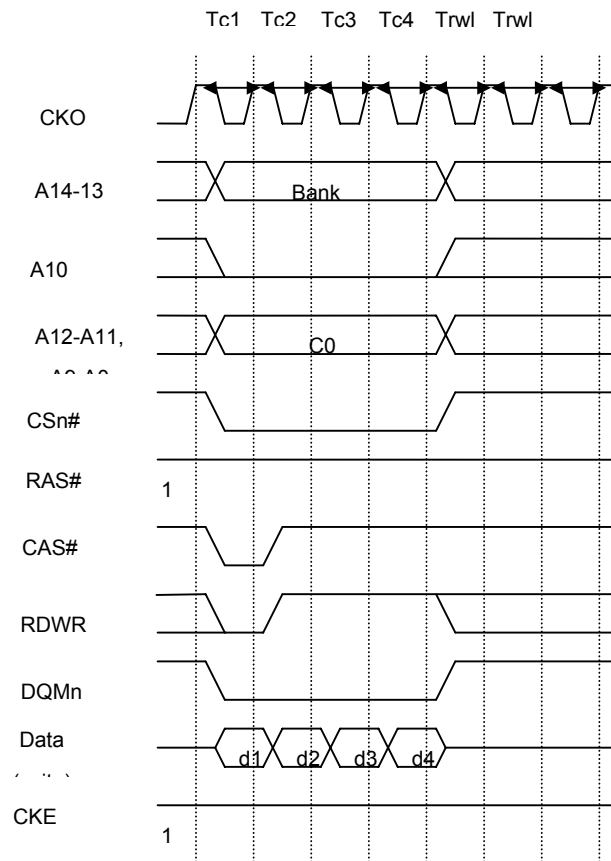 Tc1 Tc2 Tc3 Tc4 Trwl Trwl
CKO
A14-13
Bank
A10
A12-A11,
C0
CSn#
RAS#
1
CAS#
RDWR
DQMn
Data
d1 d2 d3 d4
CKE
1